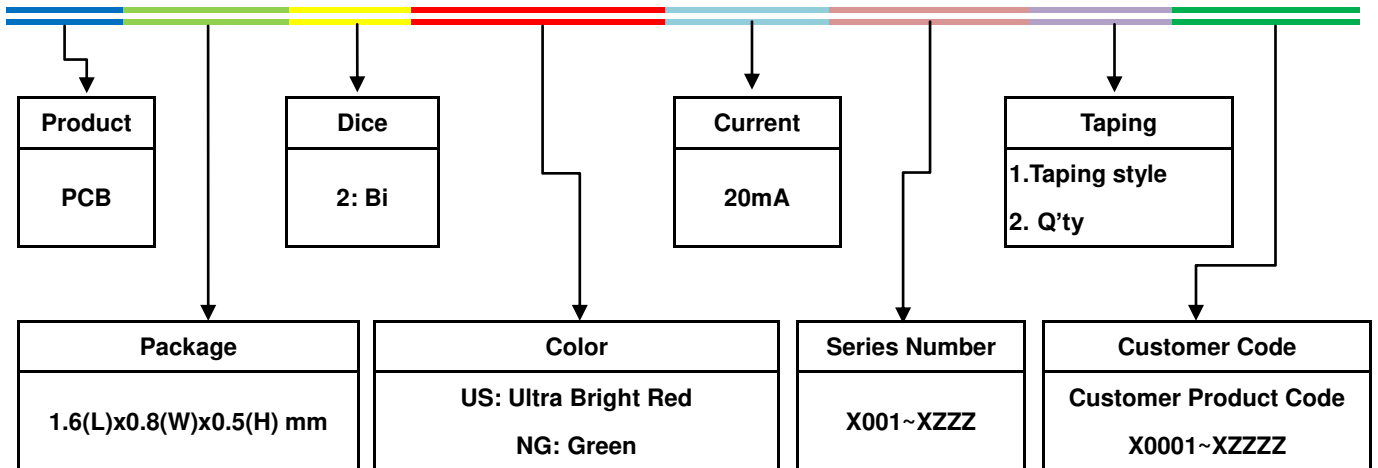 Product
PCB
Dice
2: Bi
Current
20mA
Taping
1.Taping style
2. Q’ty
Package
1.6(L)x0.8(W)x0.5(H) mm
Color
US: Ultra Bright Red
NG: Green
Series Number
X001~XZZZ
Customer Code
Customer Product Code
X0001~XZZZZ